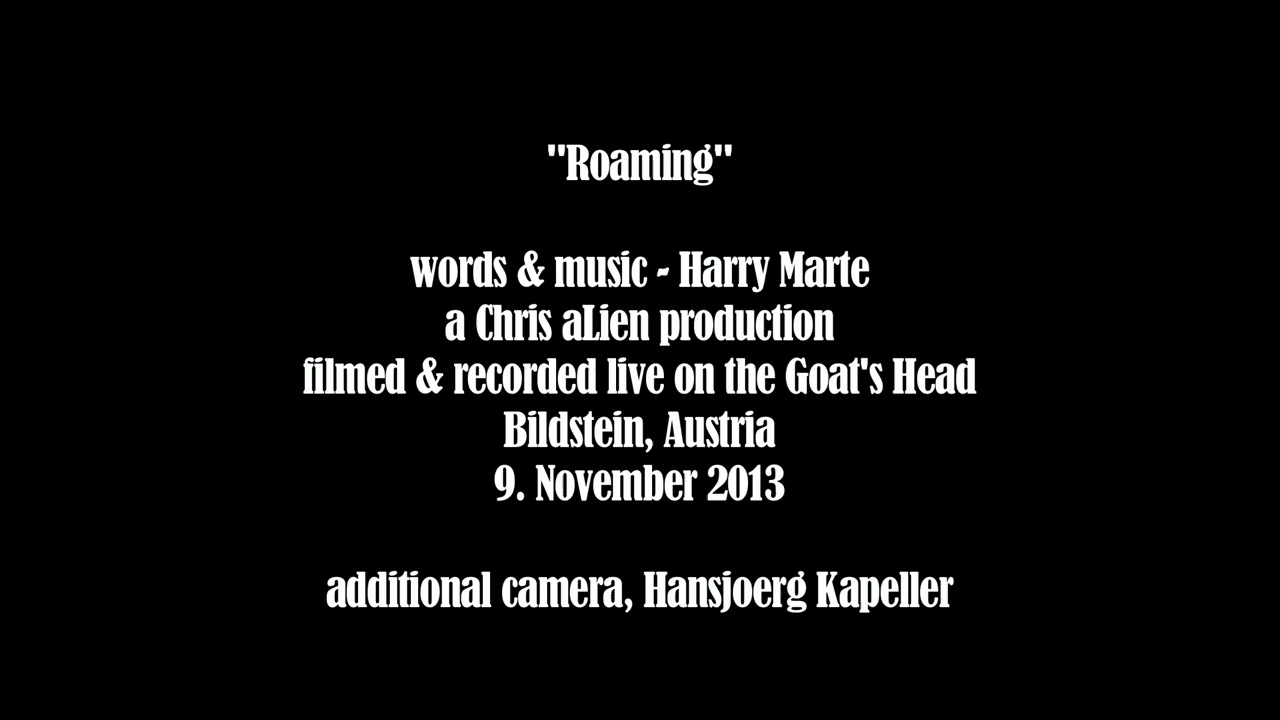 "Roaming"
words & music - Harry Marte
a Chris aLien production
filmed & recorded live on the Goat's Head
Bildstein, Austria
9. November 2013
additional camera, Hansjoerg Kapeller